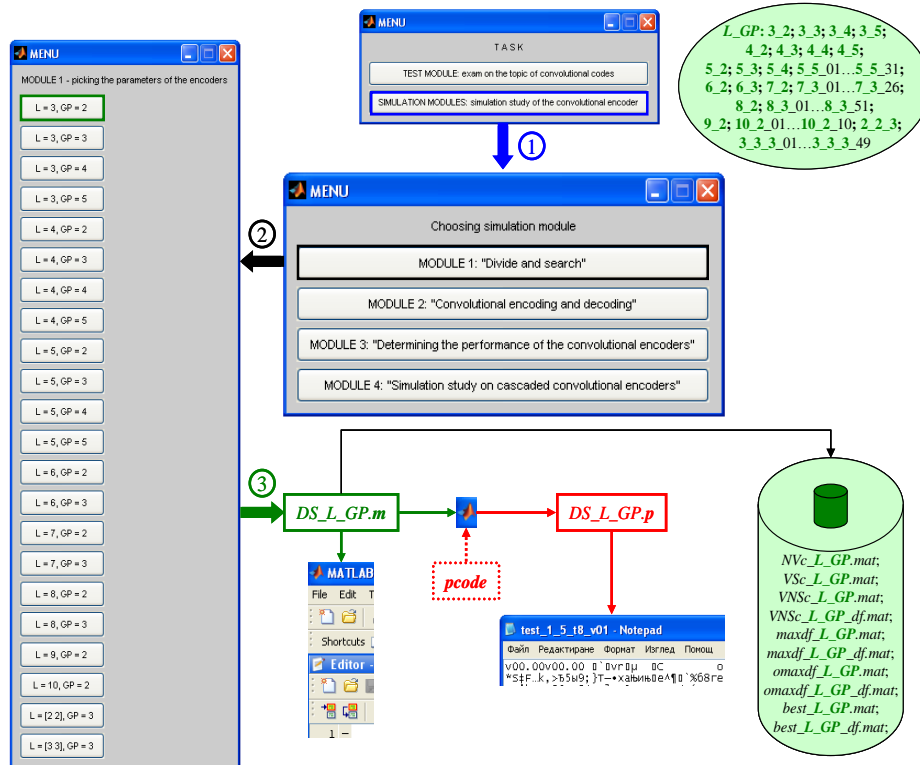 MENU
MODULE 1 - picking the parameters of the encoders
L = 3, GP = 2
L = 3, GP = 3
L = 3, GP = 4
L = 3, GP = 5
L = 4, GP = 2
L = 4, GP = 3
L = 4, GP = 4
L = 4, GP = 5
L = 5, GP = 2
L = 5, GP = 3
L = 5, GP = 4
L = 5, GP = 5
L = 6, GP = 2
L = 6, GP = 3
L = 7, GP = 2
L = 7, GP = 3
L = 8, GP = 2
L = 8, GP = 3
L = 9, GP = 2
L = 10, GP = 2
L = [2 2], GP = 3
L = [3 3], GP = 3
MENU
T A S K
TEST MODULE: exam on the topic of convolutional codes
SIMULATION MODULES: simulation study of the convolutional encoder
1
L_GP: 3_2; 3_3; 3_4; 3_5;
4_2; 4_3; 4_4; 4_5;
5_2; 5_3; 5_4; 5_5_01…5_5_31;
6_2; 6_3; 7_2; 7_3_01…7_3_26;
8_2; 8_3_01…8_3_51;
9_2; 10_2_01…10_2_10; 2_2_3;
3_3_3_01…3_3_3_49
2
MENU
Choosing simulation module
MODULE 1: "Divide and search"
MODULE 2: "Convolutional encoding and decoding"
MODULE 3: "Determining the performance of the convolutional encoders"
MODULE 4: "Simulation study on cascaded convolutional encoders"
3
DS_L_GP.m
DS_L_GP.p
pcode
MATLAB
File Edit T
Shortcuts
Editor -
1 –
test_1_5_t8_v01 - Notepad
Файл Редактиране Формат Изглед Помощ
v00.00v00.00
NVc_L_GP.mat;
VSc_L_GP.mat;
VNSc_L_GP.mat;
VNSc_L_GP_df.mat;
maxdf_L_GP.mat;
maxdf_L_GP_df.mat;
omaxdf_L_GP.mat;
omaxdf_L_GP_df.mat;
best_L_GP.mat;
best_L_GP_df.mat;